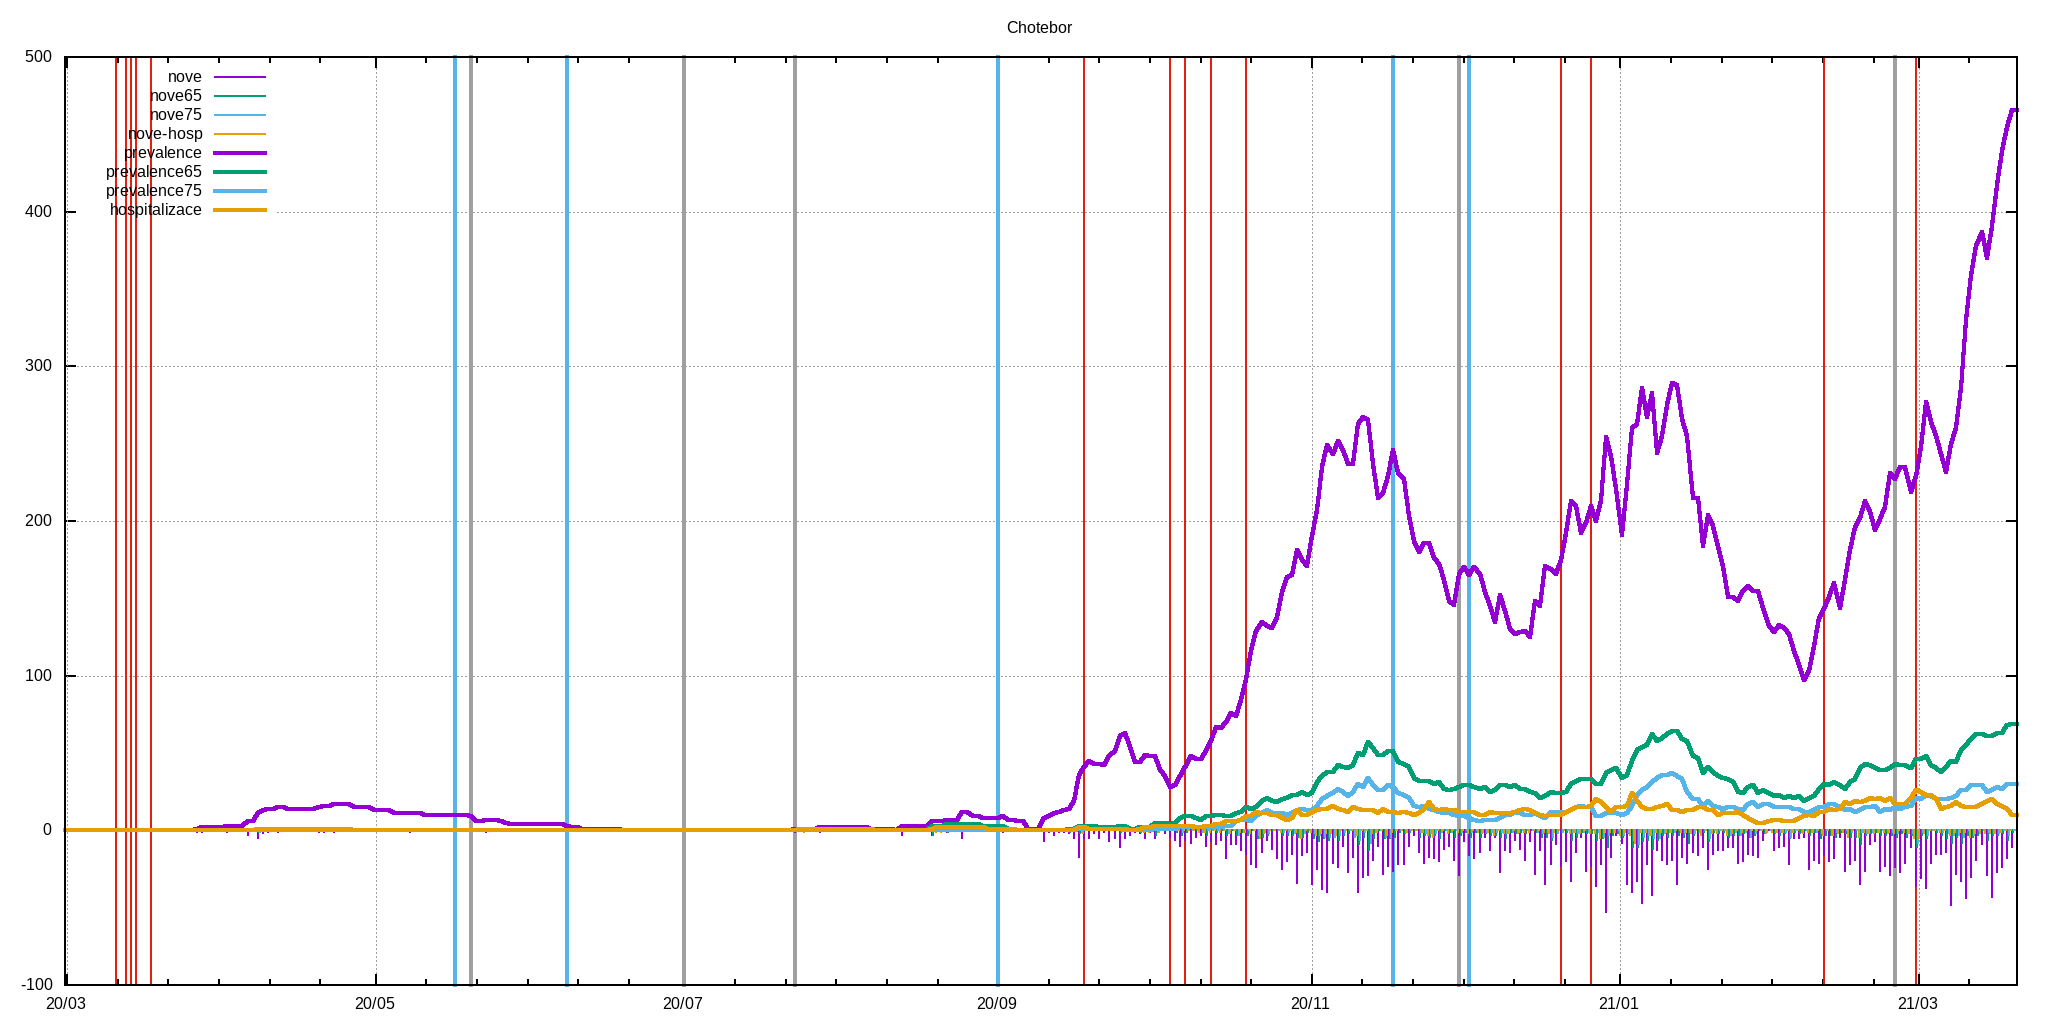 Chotebor
500
nove
nove65
nove75
nove-hosp
prevalence
prevalence65
prevalence75
hospitalizace
400
300
200
100
0
-100
20/03 20/05 20/07 20/09 20/11 21/01 21/03